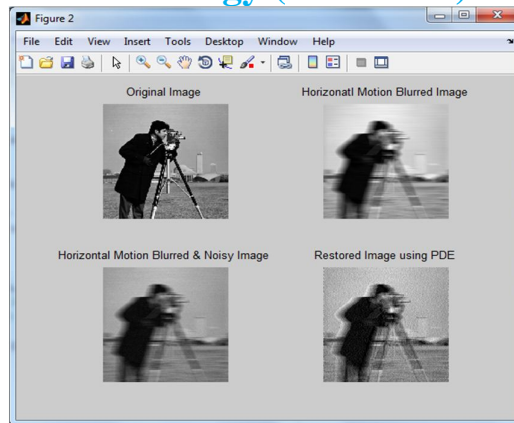 Figure 2
File Edit View Insert Tools Desktop Window Help
Original Image
Horizonatl Motion Blurred Image
Horizontal Motion Blurred & Noisy Image
Restored Image using PDE